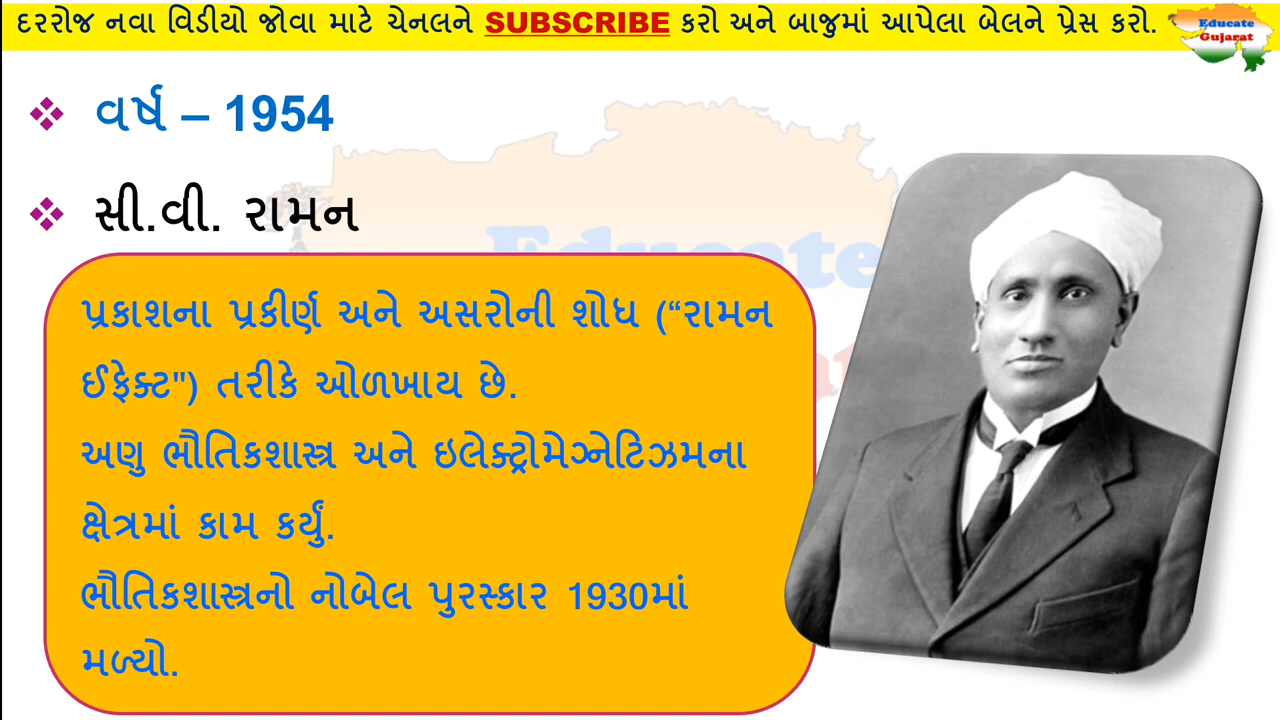 દરરોજ નવા વિડીયો જોવા માટે ચેનલને SUBSCRIBE કરો અને બાજુમાં આપેલા બેલને પ્રેસ કરો.
Educate
Gujarat
❖ વર્ષ – 1954
❖ સી.વી. રામન
Educate
પ્રકાશના પ્રકીર્ણ અને અસરોની શોધ (“રામન
ઈફેક્ટ") તરીકે ઓળખાય છે.
અણુ ભૌતિકશાસ્ત્ર અને ઇલેક્ટ્રોમેગ્નેટિઝમના
ક્ષેત્રમાં કામ કર્યું.
ભૌતિકશાસ્ત્રનો નોબેલ પુરસ્કાર 1930માં
મળ્યો.